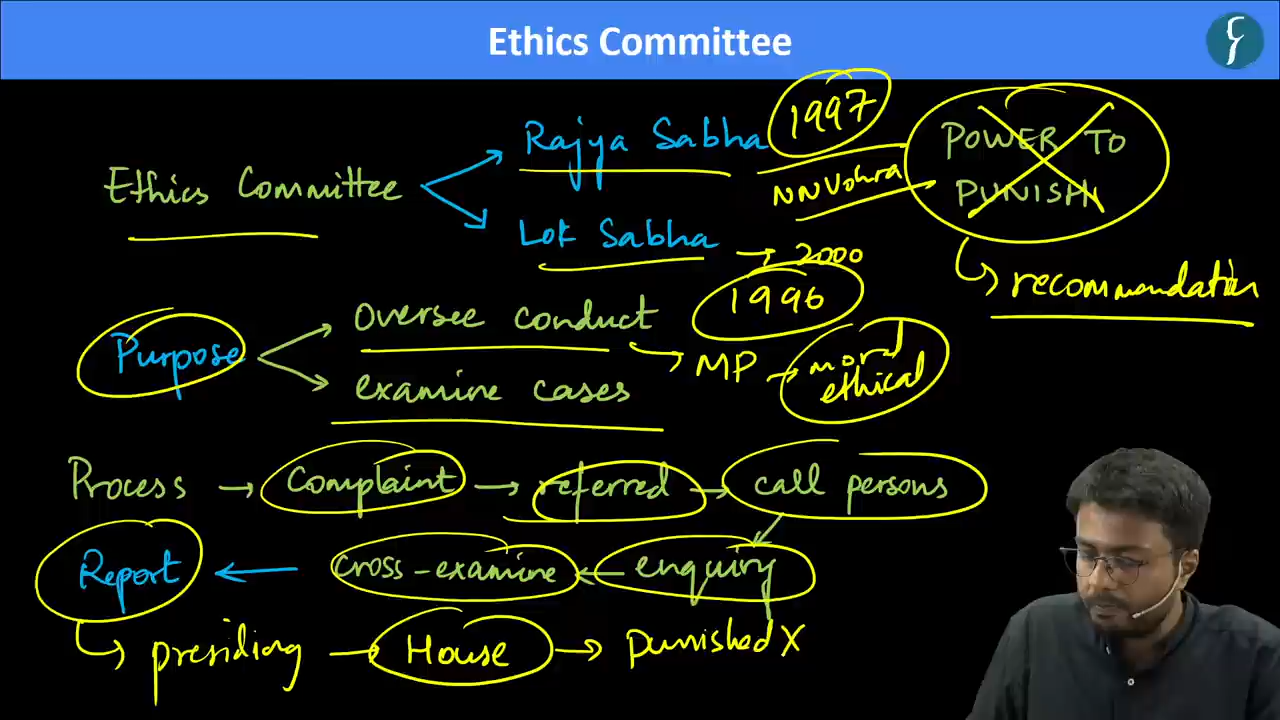 Ethics Committee
Rajya Sabha 1997 POWER TO
Ethics Committee NN Vohra PUNISH
Lok Sabha → 2000
recommendation
1996
Oversee conduct
Purpose MP → moral
ethical
examine cases
Process → Complaint → referred → call persons
Report ← cross-examine ← enquiry
presiding → House → Punished X